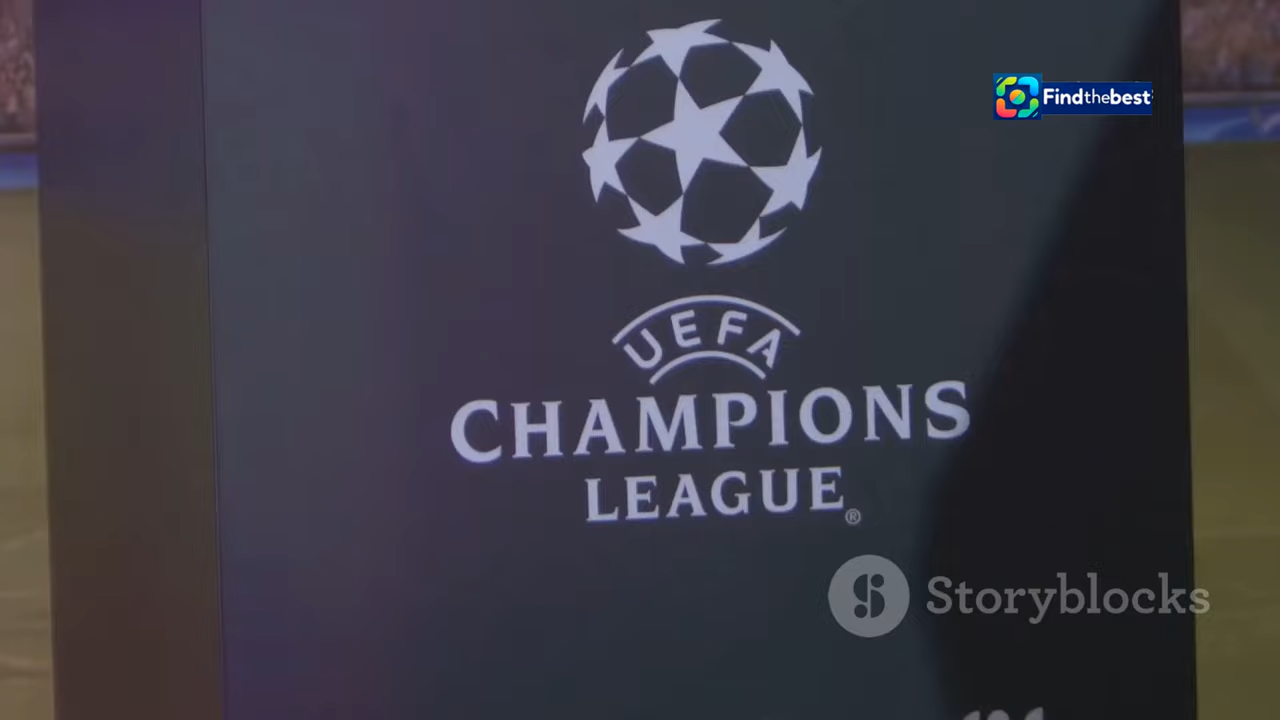 Findthebest
UEFA
CHAMPIONS
LEAGUE®
Storyblocks